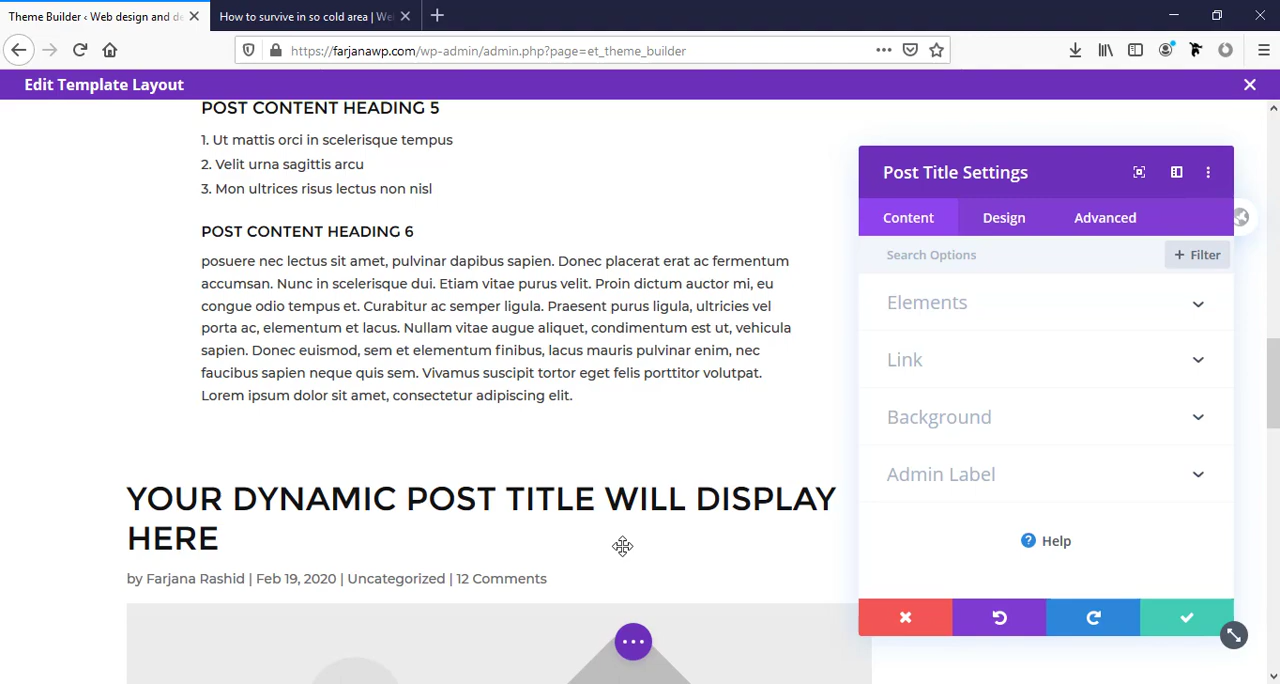 Theme Builder ‹ Web design and de
How to survive in so cold area | We
https://farjanawp.com/wp-admin/admin.php?page=et_theme_builder
Edit Template Layout
POST CONTENT HEADING 5
1. Ut mattis orci in scelerisque tempus
2. Velit urna sagittis arcu
3. Mon ultrices risus lectus non nisl
POST CONTENT HEADING 6
posuere nec lectus sit amet, pulvinar dapibus sapien. Donec placerat erat ac fermentum
accumsan. Nunc in scelerisque dui. Etiam vitae purus velit. Proin dictum auctor mi, eu
congue odio tempus et. Curabitur ac semper ligula. Praesent purus ligula, ultricies vel
porta ac, elementum et lacus. Nullam vitae augue aliquet, condimentum est ut, vehicula
sapien. Donec euismod, sem et elementum finibus, lacus mauris pulvinar enim, nec
faucibus sapien neque quis sem. Vivamus suscipit tortor eget felis porttitor volutpat.
Lorem ipsum dolor sit amet, consectetur adipiscing elit.
YOUR DYNAMIC POST TITLE WILL DISPLAY
HERE
by Farjana Rashid | Feb 19, 2020 | Uncategorized | 12 Comments
Post Title Settings
Content
Design
Advanced
Search Options
+ Filter
Elements
Link
Background
Admin Label
? Help